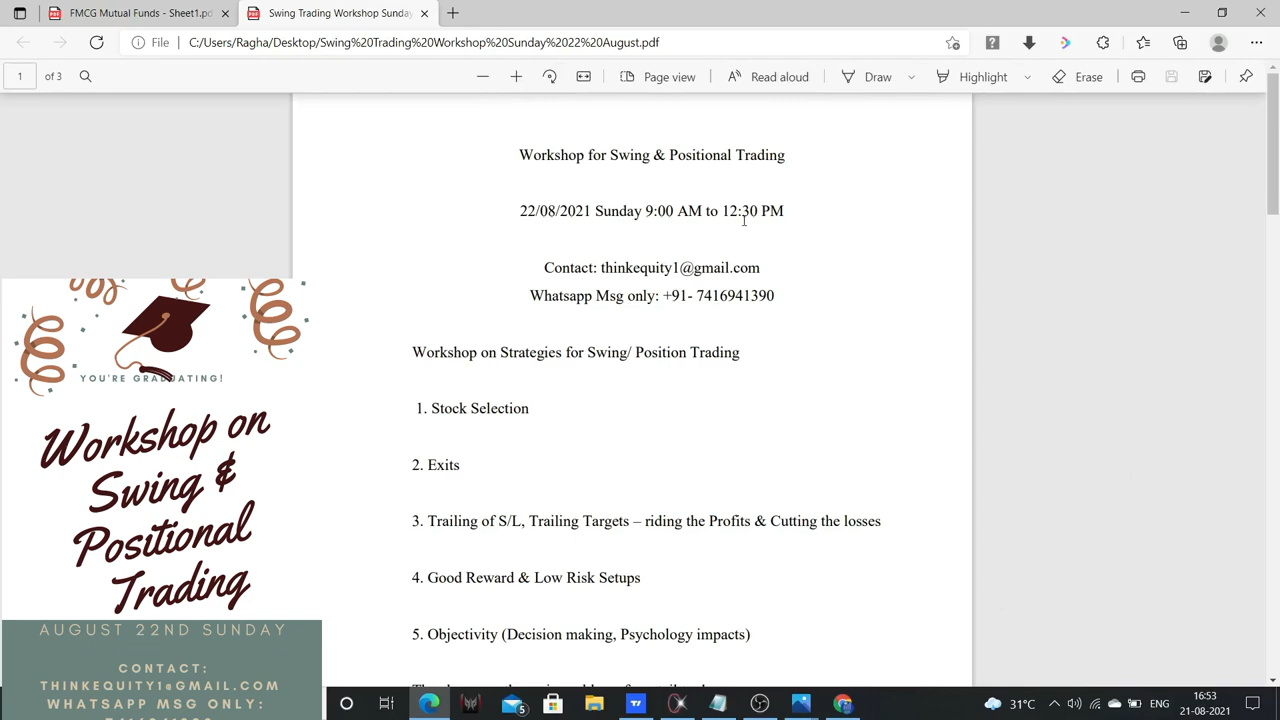 FMCG Mutual Funds - Sheet1.pd
Swing Trading Workshop Sunday
File
C:/Users/Ragha/Desktop/Swing%20Trading%20Workshop%20Sunday%2022%20August.pdf
1 of 3
Page view
Read aloud
Draw
Highlight
Erase
Workshop for Swing & Positional Trading
22/08/2021 Sunday 9:00 AM to 12:30 PM
Contact: thinkequity1@gmail.com
Whatsapp Msg only: +91- 7416941390
Workshop on Strategies for Swing/ Position Trading
1. Stock Selection
2. Exits
3. Trailing of S/L, Trailing Targets – riding the Profits & Cutting the losses
4. Good Reward & Low Risk Setups
5. Objectivity (Decision making, Psychology impacts)
YOU'RE GRADUATING!
Workshop on
Swing &
Positional
Trading
AUGUST 22ND SUNDAY
CONTACT:
THINKEQUITY1@GMAIL.COM
WHATSAPP MSG ONLY:
31°C
ENG
16:53
21-08-2021